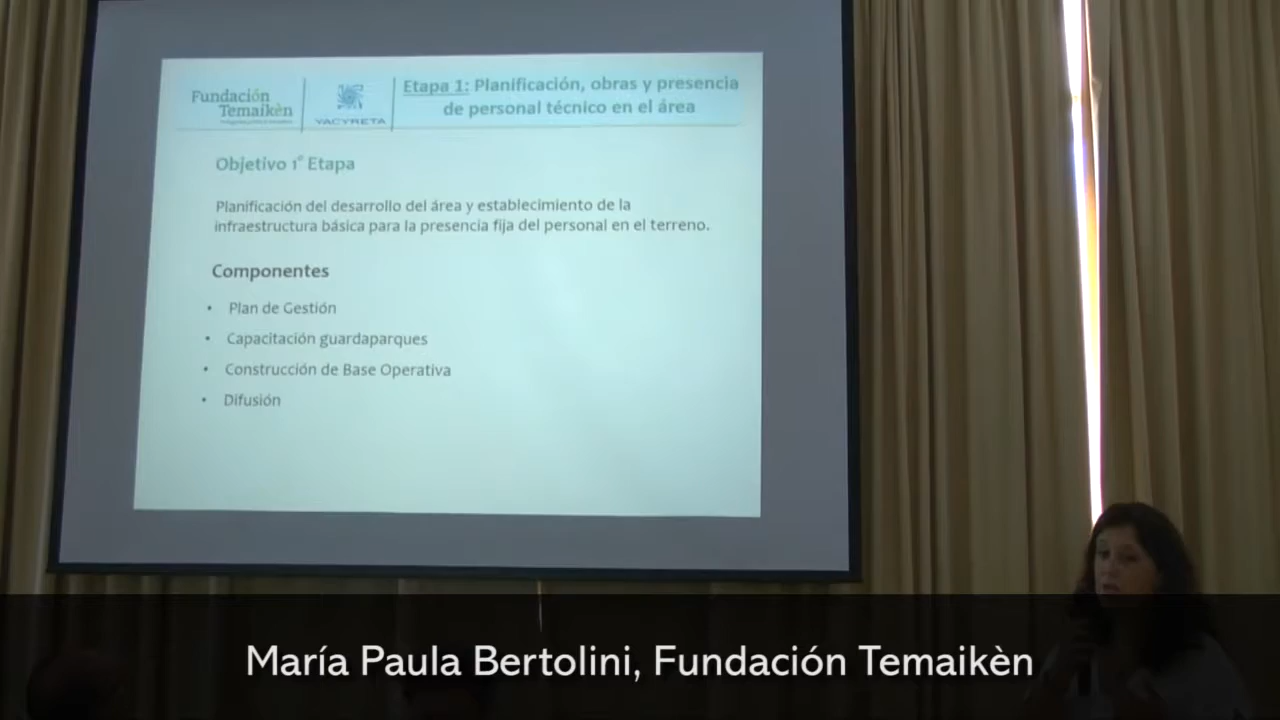 Fundación
Temaikèn
YACYRETA
Etapa 1: Planificación, obras y presencia
de personal técnico en el área
Objetivo 1° Etapa
Planificación del desarrollo del área y establecimiento de la
infraestructura básica para la presencia fija del personal en el terreno.
Componentes
• Plan de Gestión
• Capacitación guardaparques
• Construcción de Base Operativa
• Difusión
María Paula Bertolini, Fundación Temaikèn